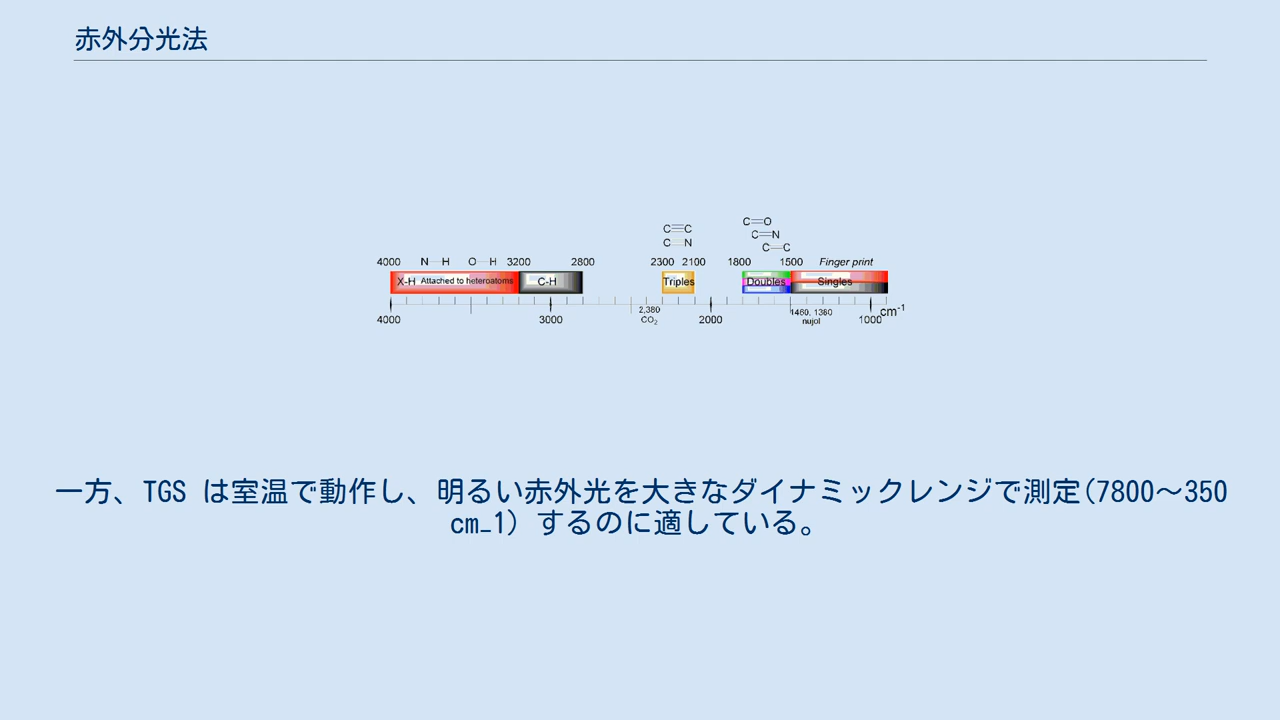 赤外分光法
C≡C
C N
C=O
C=N
C=C
4000 N-H O-H 3200 2800 2300 2100 1800 1500 Finger print
X-H Attached to heteroatoms C-H Triples Doubles Singles
4000 3000 2,380 CO₂ 2000 1460, 1380 nujol 1000 cm⁻¹
一方、TGS は室温で動作し、明るい赤外光を大きなダイナミックレンジで測定(7800〜350
cm−1) するのに適している。